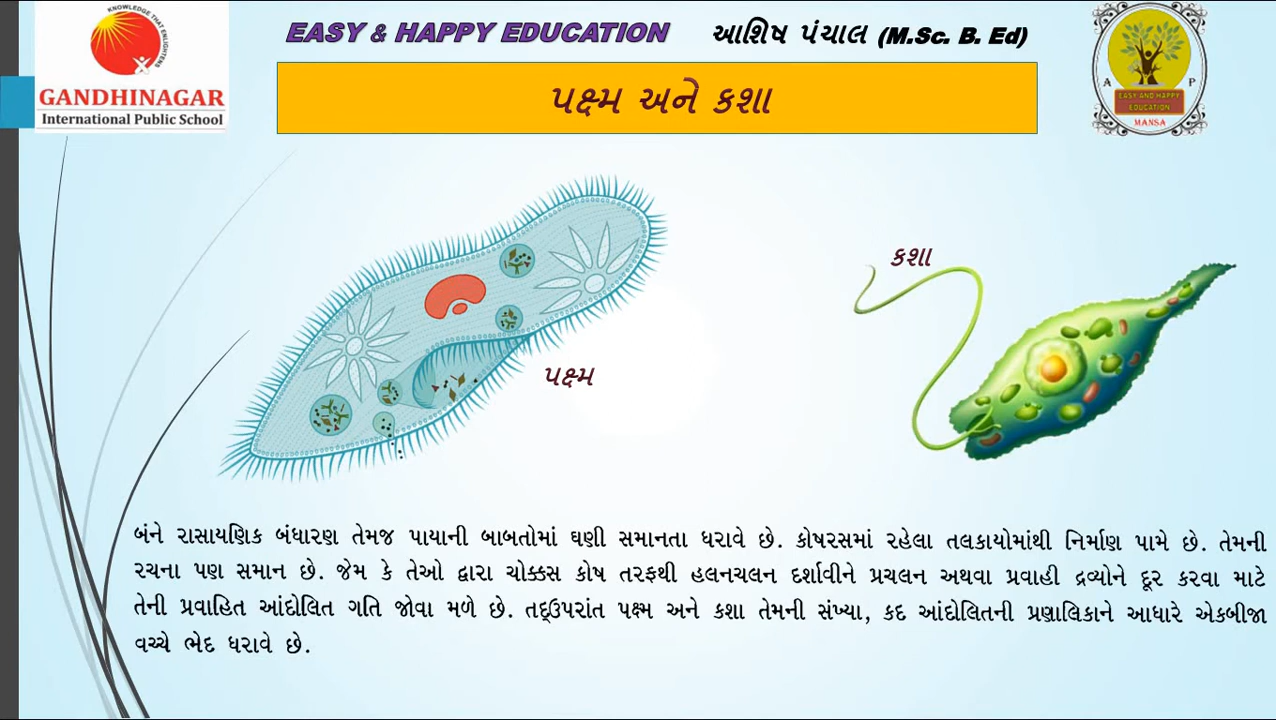 KNOWLEDGE THAT ENLIGHTENS
GANDHINAGAR
International Public School
EASY & HAPPY EDUCATION
આશિષ પંચાલ (M.Sc. B. Ed)
A P
EASY AND HAPPY
EDUCATION
MANSA
પક્ષ્મ અને કશા
કશા
પક્ષ્મ
બંને રાસાયણિક બંધારણ તેમજ પાયાની બાબતોમાં ઘણી સમાનતા ધરાવે છે. કોષરસમાં રહેલા તલકાયોમાંથી નિર્માણ પામે છે. તેમની
રચના પણ સમાન છે. જેમ કે તેઓ દ્વારા ચોક્કસ કોષ તરફથી હલનચલન દર્શાવીને પ્રચલન અથવા પ્રવાહી દ્રવ્યોને દૂર કરવા માટે
તેની પ્રવાહિત આંદોલિત ગતિ જોવા મળે છે. તદ્ઉપરાંત પક્ષ્મ અને કશા તેમની સંખ્યા, કદ આંદોલિતની પ્રણાલિકાને આધારે એકબીજા
વચ્ચે ભેદ ધરાવે છે.